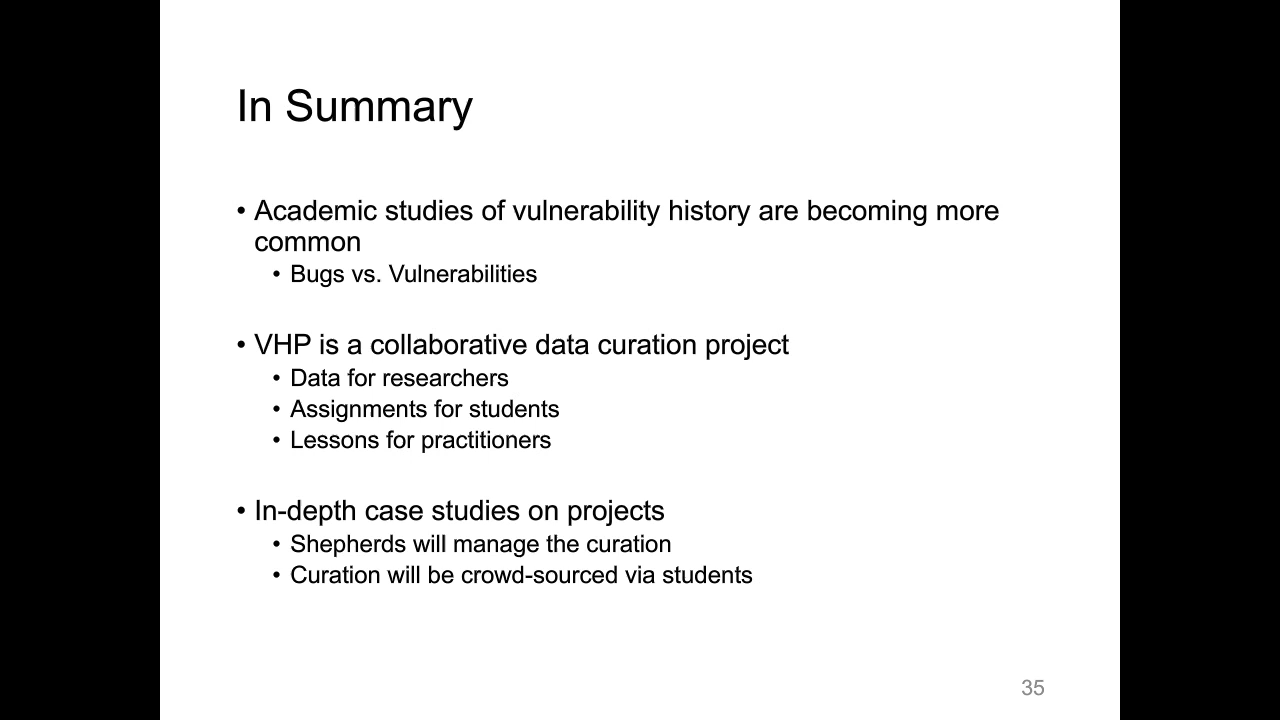 In Summary
• Academic studies of vulnerability history are becoming more
common
• Bugs vs. Vulnerabilities
• VHP is a collaborative data curation project
• Data for researchers
• Assignments for students
• Lessons for practitioners
• In-depth case studies on projects
• Shepherds will manage the curation
• Curation will be crowd-sourced via students
35